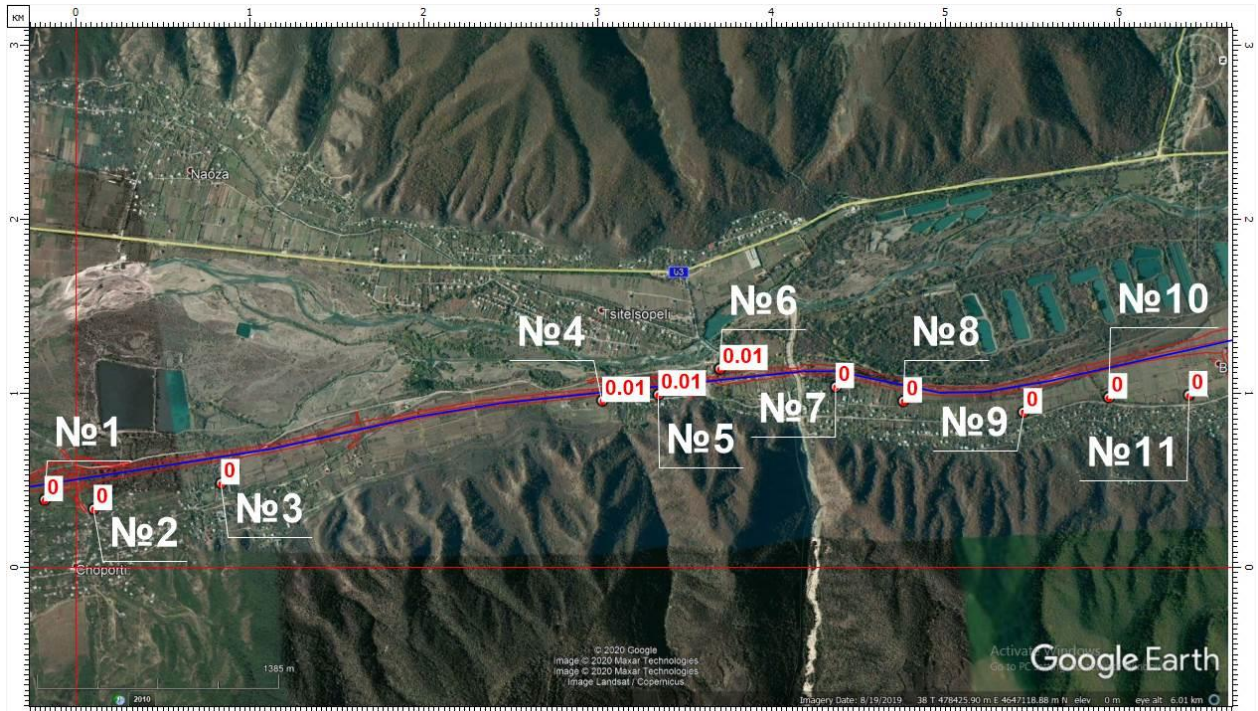 км
0 1 2 3 4 5 6
3 3
Naoza
2 2
G3
№6
№10
Tsitelsopeli
№4
№8
0.01
0.01 0.01
0 0
1 1
0 0 0
№1
№7
№9
№5
№11
0
0
0
№3
№2
0 0
Choporti
1385 m
© 2020 Google
Image © 2020 Maxar Technologies
Image © 2020 Maxar Technologies
Image Landsat / Copernicus
Activate Windows
Google Earth
2010
Imagery Date: 8/19/2019 38 T 478425.90 m E 4647118.88 m N elev 0 m eye alt 6.01 km